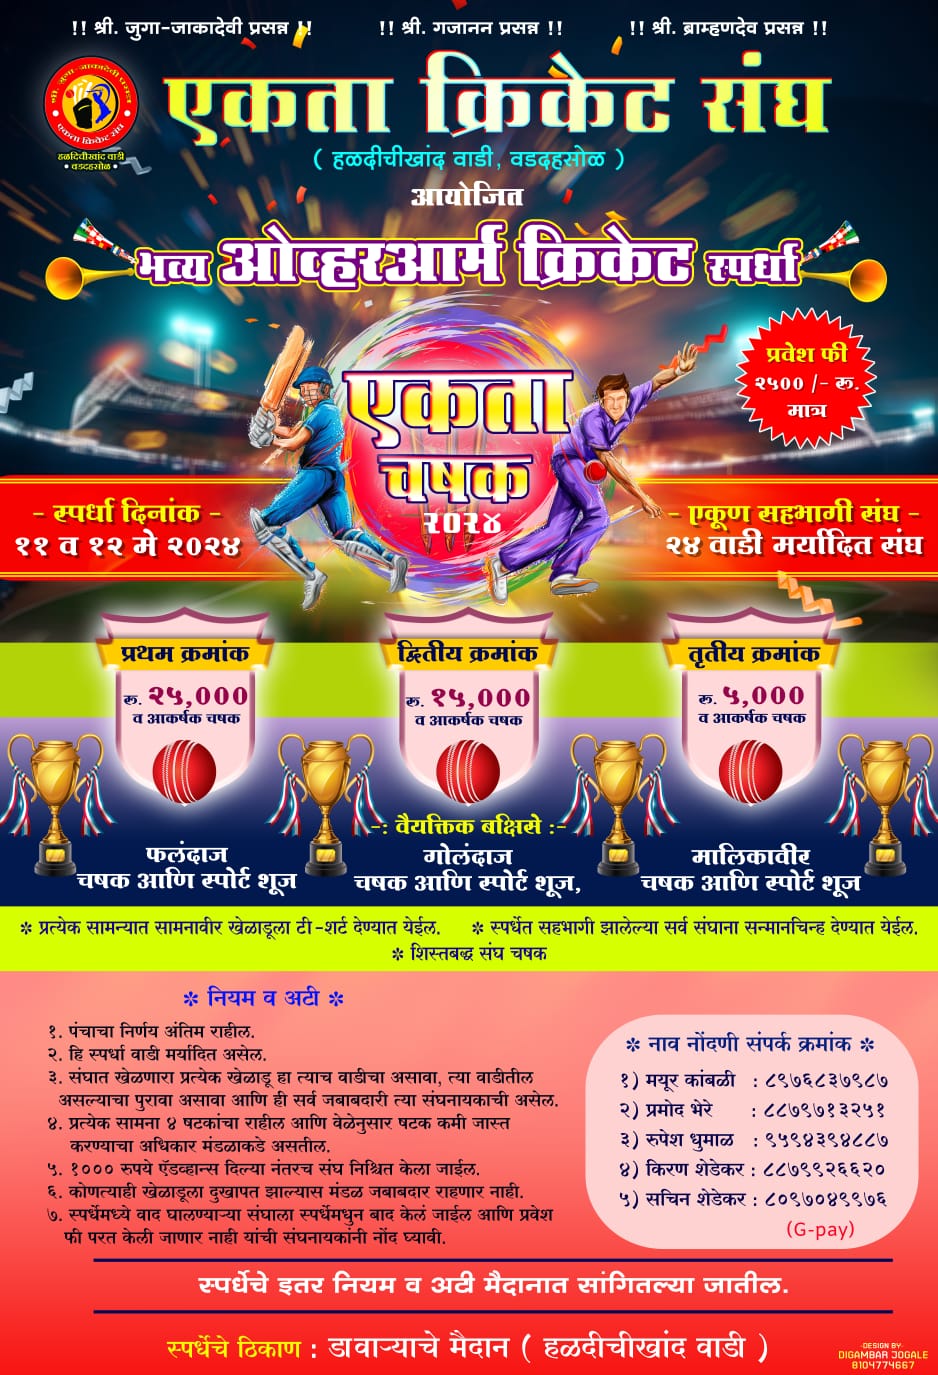 !! श्री. जुगा-जाकादेवी प्रसन्न !! !! श्री. गजानन प्रसन्न !! !! श्री. ब्राम्हणदेव प्रसन्न !!
श्री. जुगा-जाकादेवी प्रसन्न
एकता क्रिकेट संघ
हळदिचीखांद वाडी
• वडदहसोळ •
एकता क्रिकेट संघ
( हळदीचीखांद वाडी, वडदहसोळ )
आयोजित
भव्य ओव्हरआर्म क्रिकेट स्पर्धा
प्रवेश फी
२५०० /- रू.
मात्र
एकता
चषक
२०२४
- स्पर्धा दिनांक -
११ व १२ मे २०२४
- एकूण सहभागी संघ -
२४ वाडी मर्यादित संघ
प्रथम क्रमांक
रू. २५,०००
व आकर्षक चषक
द्वितीय क्रमांक
रू. १५,०००
व आकर्षक चषक
तृतीय क्रमांक
रू. ५,०००
व आकर्षक चषक
-: वैयक्तिक बक्षिसे :-
फलंदाज
चषक आणि स्पोर्ट शूज
गोलंदाज
चषक आणि स्पोर्ट शूज,
मालिकावीर
चषक आणि स्पोर्ट शूज
❇ प्रत्येक सामन्यात सामनावीर खेळाडूला टी-शर्ट देण्यात येईल. ❇ स्पर्धेत सहभागी झालेल्या सर्व संघाना सन्मानचिन्ह देण्यात येईल.
❇ शिस्तबद्ध संघ चषक
❇ नियम व अटी ❇
१. पंचाचा निर्णय अंतिम राहील.
२. हि स्पर्धा वाडी मर्यादित असेल.
३. संघात खेळणारा प्रत्येक खेळाडू हा त्याच वाडीचा असावा, त्या वाडीतील
असल्याचा पुरावा असावा आणि ही सर्व जबाबदारी त्या संघनायकाची असेल.
४. प्रत्येक सामना ४ षटकांचा राहील आणि वेळेनुसार षटक कमी जास्त
करण्याचा अधिकार मंडळाकडे असतील.
५. १००० रुपये ऍडव्हान्स दिल्या नंतरच संघ निश्चित केला जाईल.
६. कोणत्याही खेळाडूला दुखापत झाल्यास मंडळ जबाबदार राहणार नाही.
७. स्पर्धेमध्ये वाद घालणाऱ्या संघाला स्पर्धेमधुन बाद केलं जाईल आणि प्रवेश
फी परत केली जाणार नाही यांची संघनायकांनी नोंद घ्यावी.
❇ नाव नोंदणी संपर्क क्रमांक ❇
१) मयूर कांबळी : ८९७६८३७९८७
२) प्रमोद भेरे : ८८७९७१३२५१
३) रुपेश धुमाळ : ९५९४३९४८८७
४) किरण शेडेकर : ८८७९९२६६२०
५) सचिन शेडेकर : ८०९७०४९९७६
(G-pay)
स्पर्धेचे इतर नियम व अटी मैदानात सांगितल्या जातील.
स्पर्धेचे ठिकाण : डावाऱ्याचे मैदान ( हळदीचीखांद वाडी )
-DESIGN BY-
DIGAMBAR JOGALE
8104774667